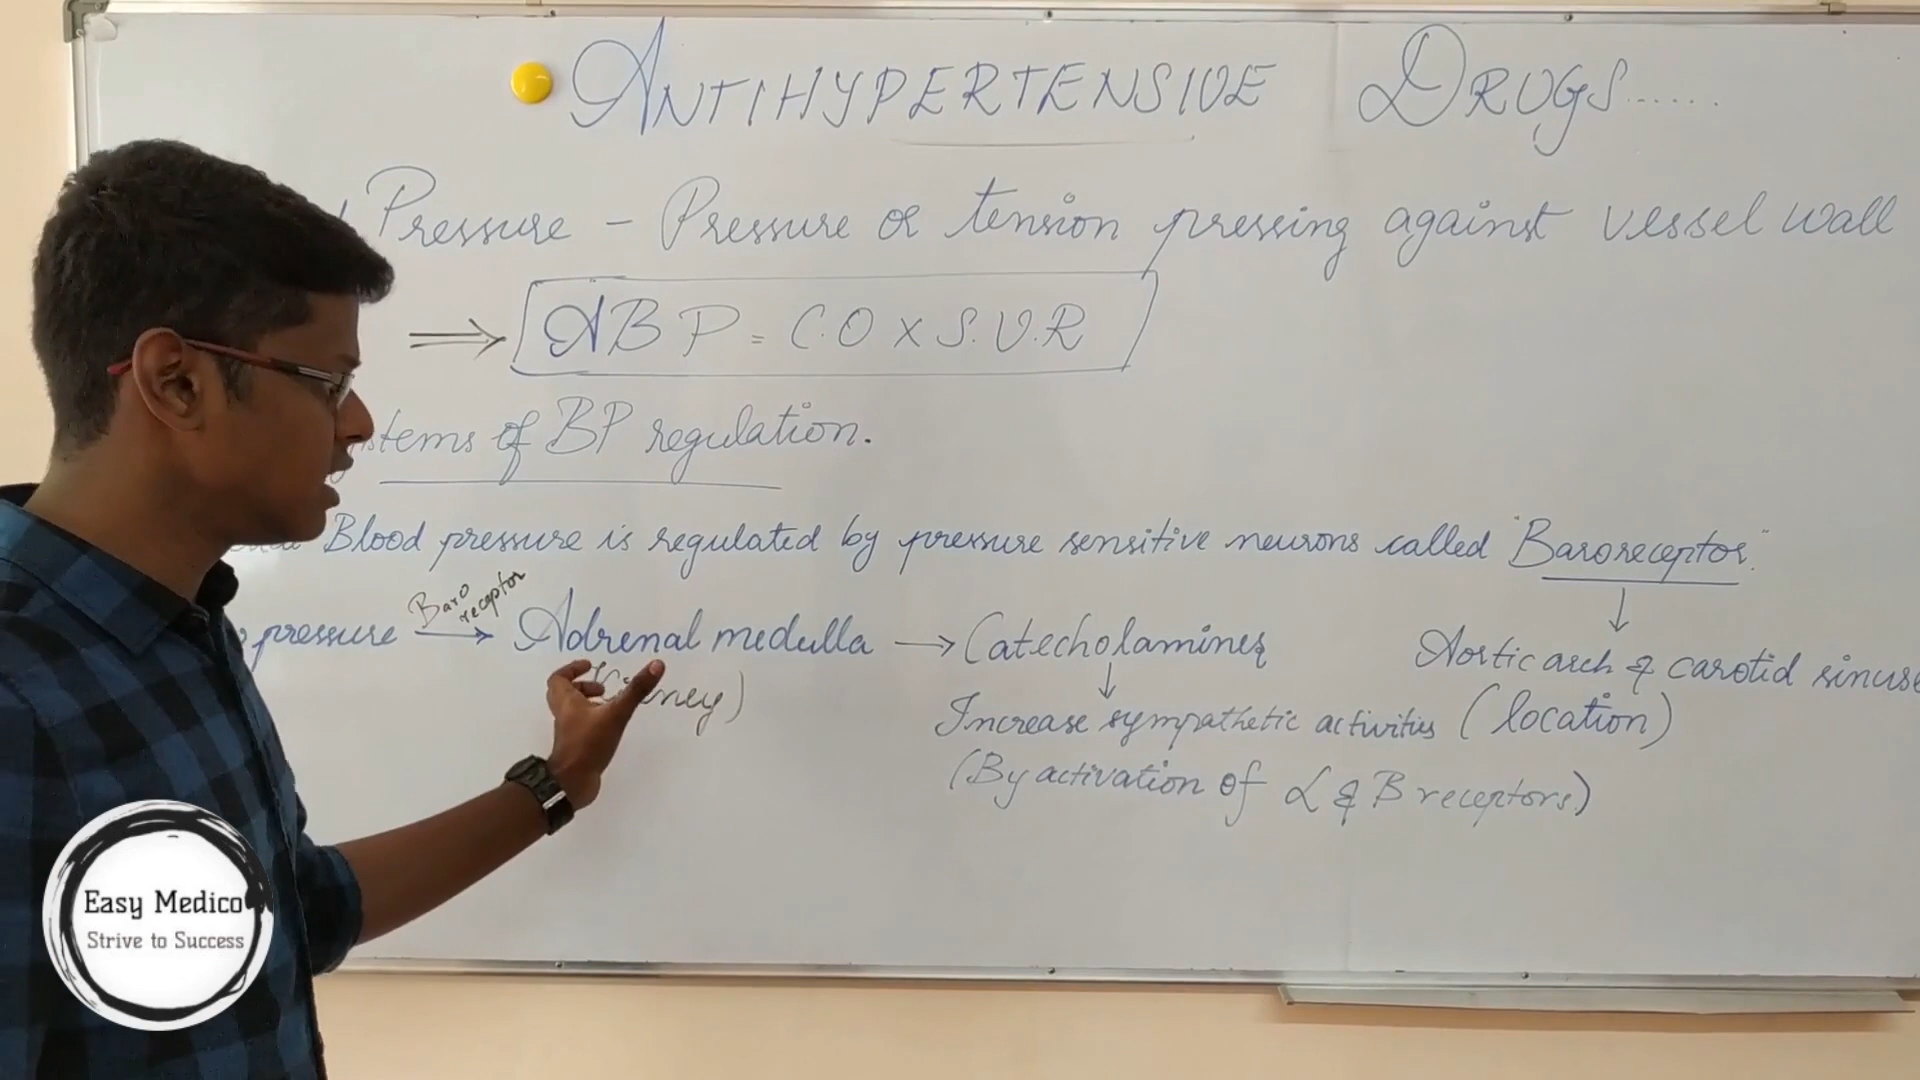 ANTIHYPERTENSIVE DRUGS......
Pressure - Pressure or tension pressing against vessel wall
⇒ ABP = C.O x S.V.R
stems of BP regulation.
Blood pressure is regulated by pressure sensitive neurons called "Baroreceptor."
↓
pressure Baro receptor → Adrenal medulla → Catecholamines
Aortic arch & carotid sinus
↓
Increase sympathetic activities (location)
(By activation of α & B receptors)
Easy Medico
Strive to Success